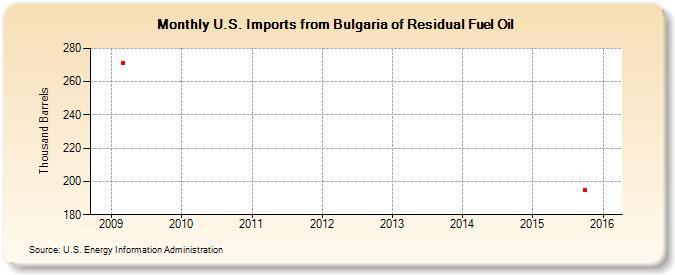 Monthly U.S. Imports from Bulgaria of Residual Fuel Oil
Thousand Barrels
280
260
240
220
200
180
2009 2010 2011 2012 2013 2014 2015 2016
Source: U.S. Energy Information Administration